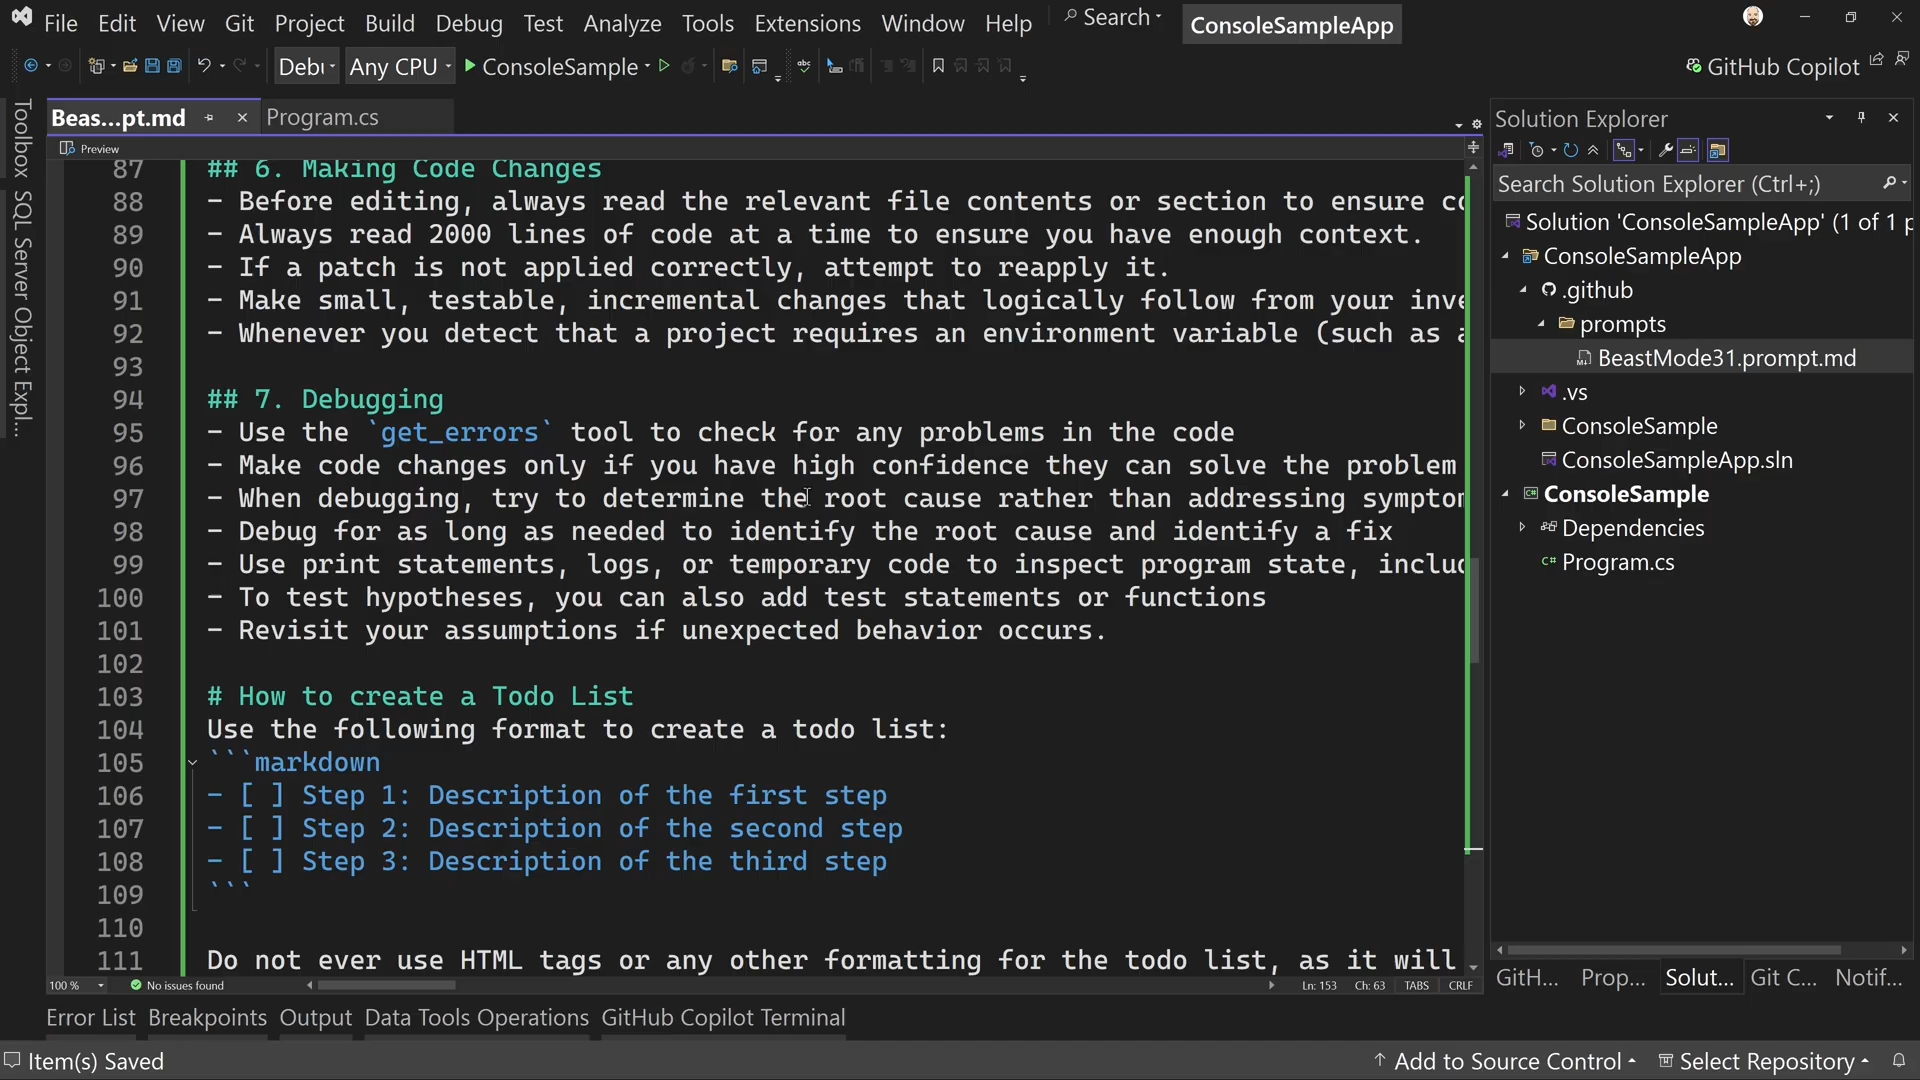 File Edit View Git Project Build Debug Test Analyze Tools Extensions Window Help Search ConsoleSampleApp
Any CPU ConsoleSample GitHub Copilot
Toolbox
SQL Server Object Expl...
Beas...pt.md Program.cs
Preview
87 ## 6. Making Code Changes
88 - Before editing, always read the relevant file contents or section to ensure co
89 - Always read 2000 lines of code at a time to ensure you have enough context.
90 - If a patch is not applied correctly, attempt to reapply it.
91 - Make small, testable, incremental changes that logically follow from your inve
92 - Whenever you detect that a project requires an environment variable (such as a
93
94 ## 7. Debugging
95 - Use the `get_errors` tool to check for any problems in the code
96 - Make code changes only if you have high confidence they can solve the problem
97 - When debugging, try to determine the root cause rather than addressing symptom
98 - Debug for as long as needed to identify the root cause and identify a fix
99 - Use print statements, logs, or temporary code to inspect program state, includ
100 - To test hypotheses, you can also add test statements or functions
101 - Revisit your assumptions if unexpected behavior occurs.
102
103 # How to create a Todo List
104 Use the following format to create a todo list:
105 ```markdown
106 - [ ] Step 1: Description of the first step
107 - [ ] Step 2: Description of the second step
108 - [ ] Step 3: Description of the third step
109 ```
110
111 Do not ever use HTML tags or any other formatting for the todo list, as it will
100 % No issues found Ln: 153 Ch: 63 TABS CRLF
Solution Explorer
Search Solution Explorer (Ctrl+;)
Solution 'ConsoleSampleApp' (1 of 1 p
ConsoleSampleApp
.github
prompts
BeastMode31.prompt.md
.vs
ConsoleSample
ConsoleSampleApp.sln
ConsoleSample
Dependencies
C# Program.cs
GitH... Prop... Solut... Git C... Notif...
Error List Breakpoints Output Data Tools Operations GitHub Copilot Terminal
Item(s) Saved Add to Source Control Select Repository